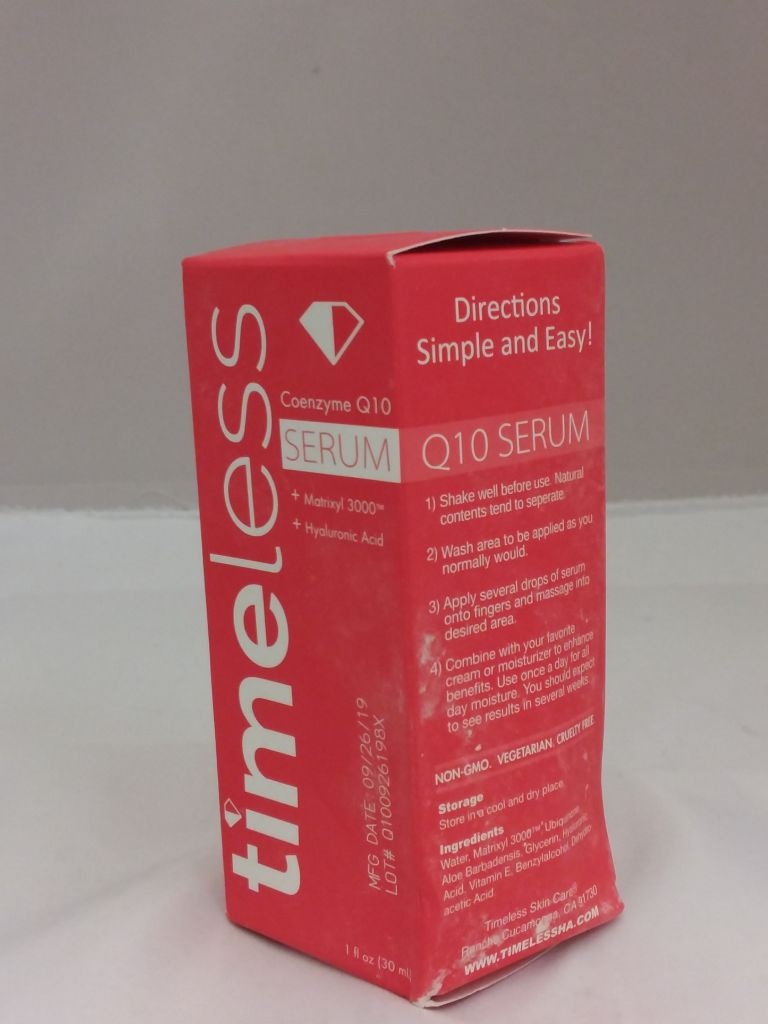 timeless
Coenzyme Q10
SERUM
+ Matrixyl 3000™
+ Hyaluronic Acid
MFG DATE: 09/26/19
LOT# 0100926198X
1 fl oz (30 ml)
Directions
Simple and Easy!
Q10 SERUM
1) Shake well before use. Natural
contents tend to seperate.
2) Wash area to be applied as you
normally would.
3) Apply several drops of serum
onto fingers and massage into
desired area.
4) Combine with your favorite
cream or moisturizer to enhance
benefits. Use once a day for all
day moisture. You should expect
to see results in several weeks.
NON-GMO. VEGETARIAN. CRUELTY FREE.
Storage
Store in a cool and dry place.
Ingredients
Water, Matrixyl 3000™, Ubiquinone,
Aloe Barbadensis, Glycerin, Hyaluronic
Acid, Vitamin E, Benzylalcohol, Dehydro
acetic Acid.
Timeless Skin Care®
Rancho Cucamonga, CA 91730
WWW.TIMELESSHA.COM